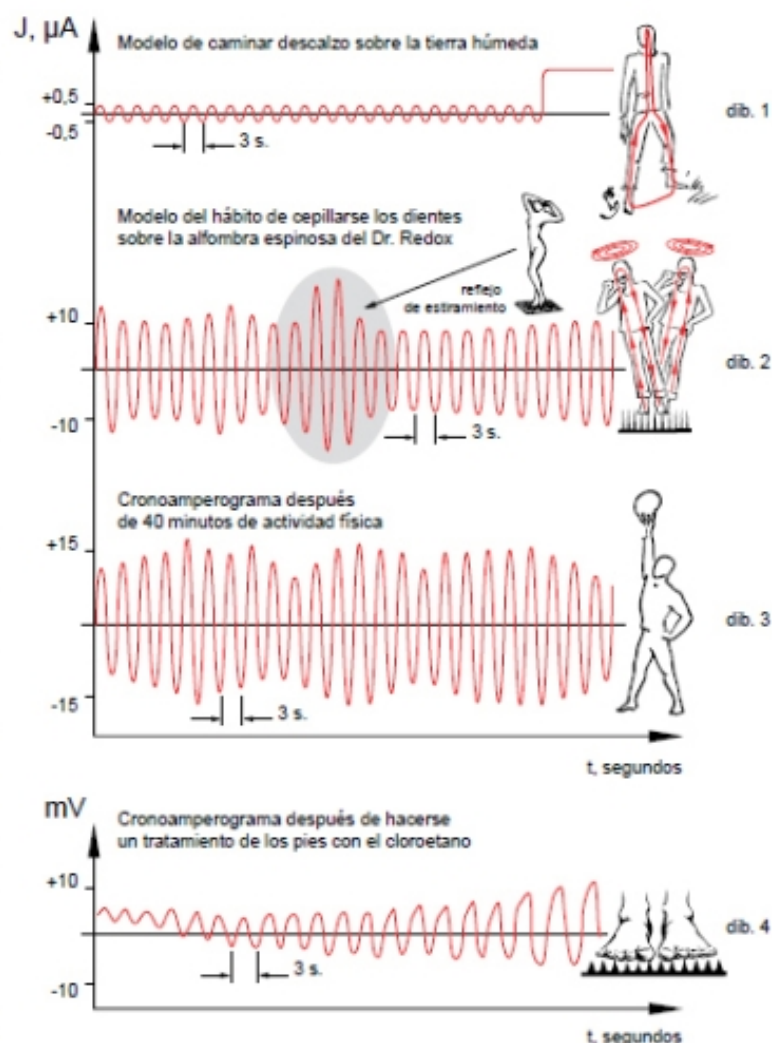 J, µA
Modelo de caminar descalzo sobre la tierra húmeda
+0,5
-0,5
3 s.
dib. 1
Modelo del hábito de cepillarse los dientes
sobre la alfombra espinosa del Dr. Redox
reflejo
de estiramiento
+10
-10
3 s.
dib. 2
Cronoamperograma después
de 40 minutos de actividad física
+15
-15
3 s.
dib. 3
t, segundos
mV
Cronoamperograma después de hacerse
un tratamiento de los pies con el cloroetano
+10
-10
3 s.
dib. 4
t, segundos